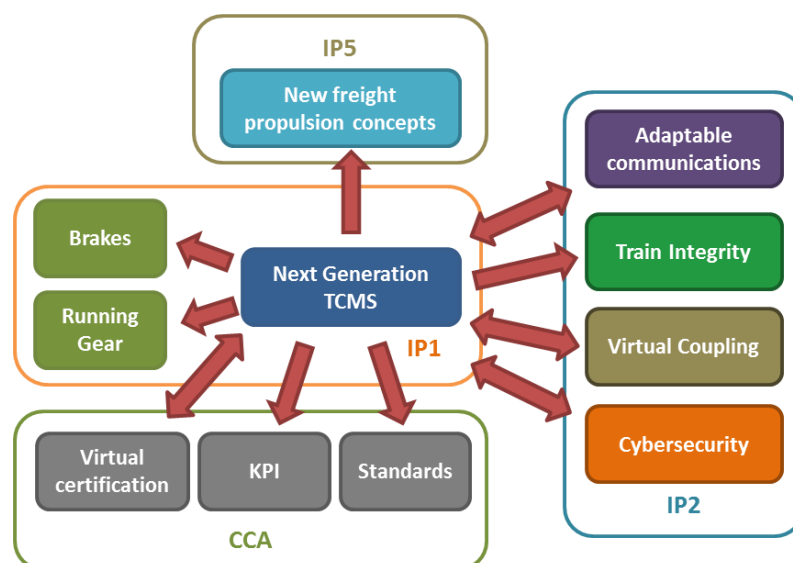 IP5
New freight
propulsion concepts
Adaptable
communications
Brakes
Next Generation
TCMS
Train Integrity
Running
Gear
IP1
Virtual Coupling
Cybersecurity
IP2
Virtual
certification
KPI
Standards
CCA